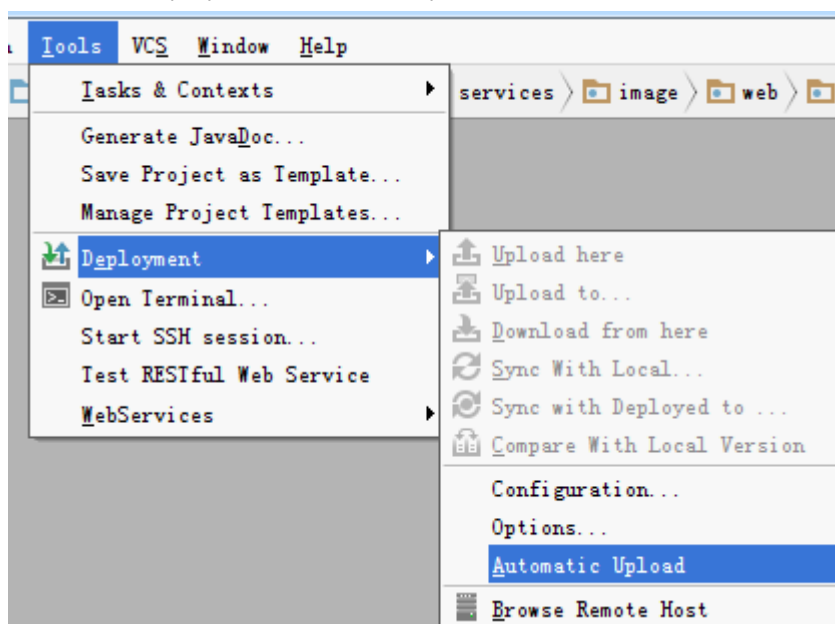 Tools VCS Window Help
Tasks & Contexts
services image web
Generate JavaDoc...
Save Project as Template...
Manage Project Templates...
Deployment
Upload here
Open Terminal...
Upload to...
Start SSH session...
Download from here
Test RESTful Web Service
Sync With Local...
WebServices
Sync with Deployed to ...
Compare With Local Version
Configuration...
Options...
Automatic Upload
Browse Remote Host